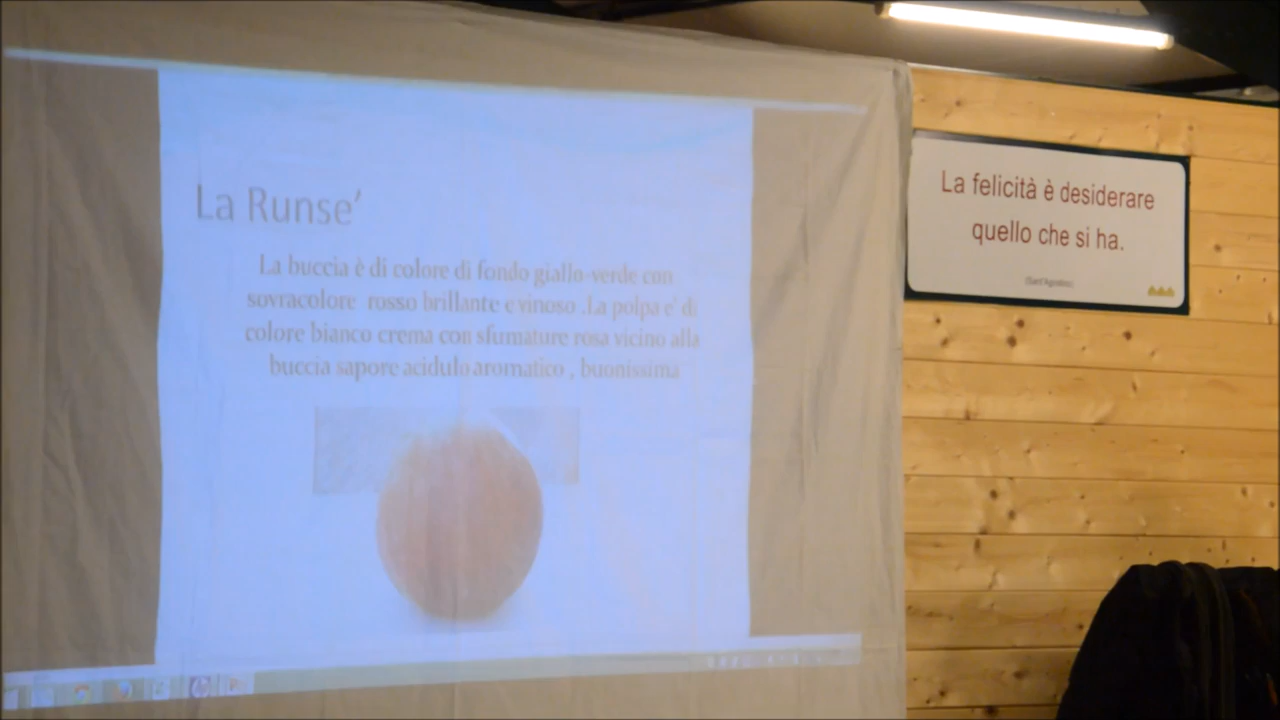 La Runse'
La buccia è di colore di fondo giallo-verde con
sovracolore rosso brillante e vinoso .La polpa e' di
colore bianco crema con sfumature rosa vicino alla
buccia sapore acidulo aromatico , buonissima
La felicità è desiderare
quello che si ha.
(Sant'Agostino)